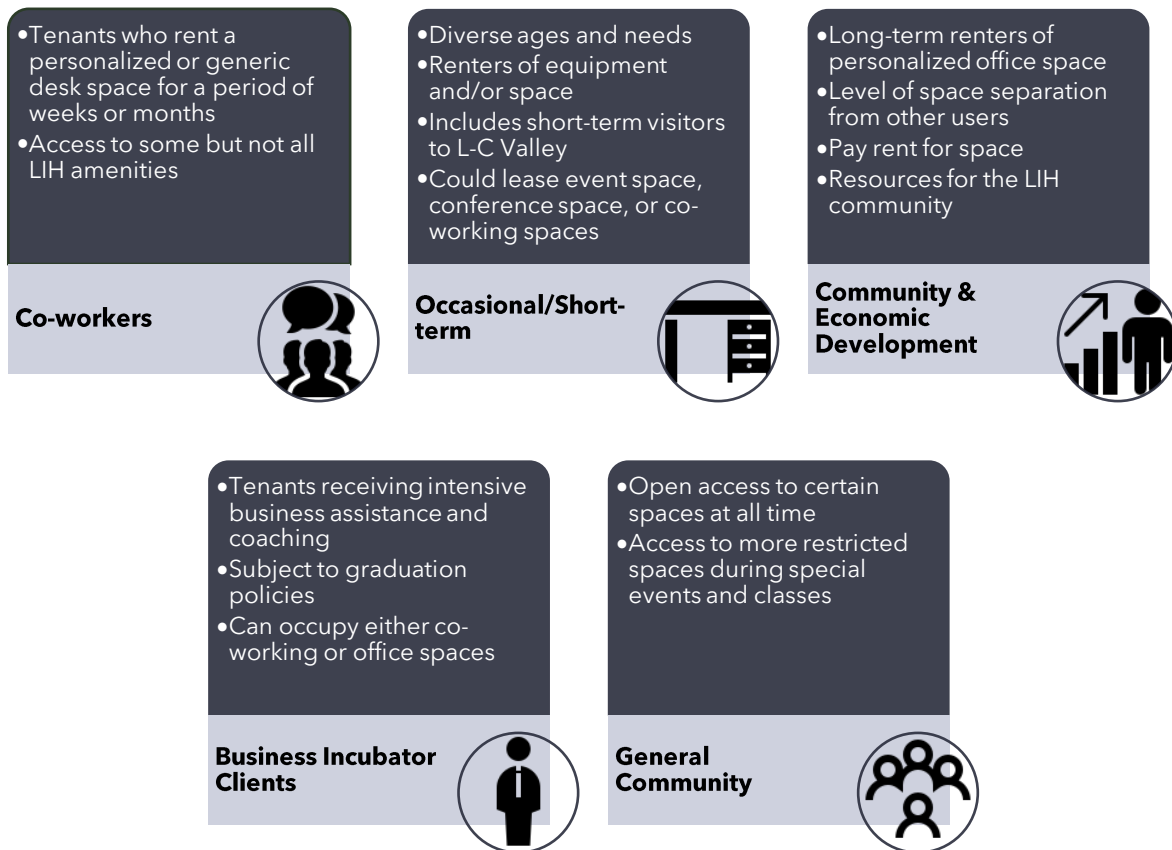 •Tenants who rent a
personalized or generic
desk space for a period of
weeks or months
•Access to some but not all
LIH amenities
Co-workers
•Diverse ages and needs
•Renters of equipment
and/or space
•Includes short-term visitors
to L-C Valley
•Could lease event space,
conference space, or co-
working spaces
Occasional/Short-
term
•Long-term renters of
personalized office space
•Level of space separation
from other users
•Pay rent for space
•Resources for the LIH
community
Community &
Economic
Development
•Tenants receiving intensive
business assistance and
coaching
•Subject to graduation
policies
•Can occupy either co-
working or office spaces
Business Incubator
Clients
•Open access to certain
spaces at all time
•Access to more restricted
spaces during special
events and classes
General
Community